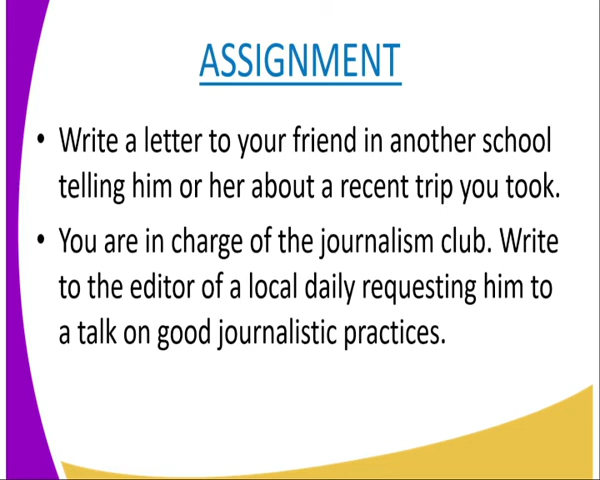 ASSIGNMENT
• Write a letter to your friend in another school
telling him or her about a recent trip you took.
• You are in charge of the journalism club. Write
to the editor of a local daily requesting him to
a talk on good journalistic practices.